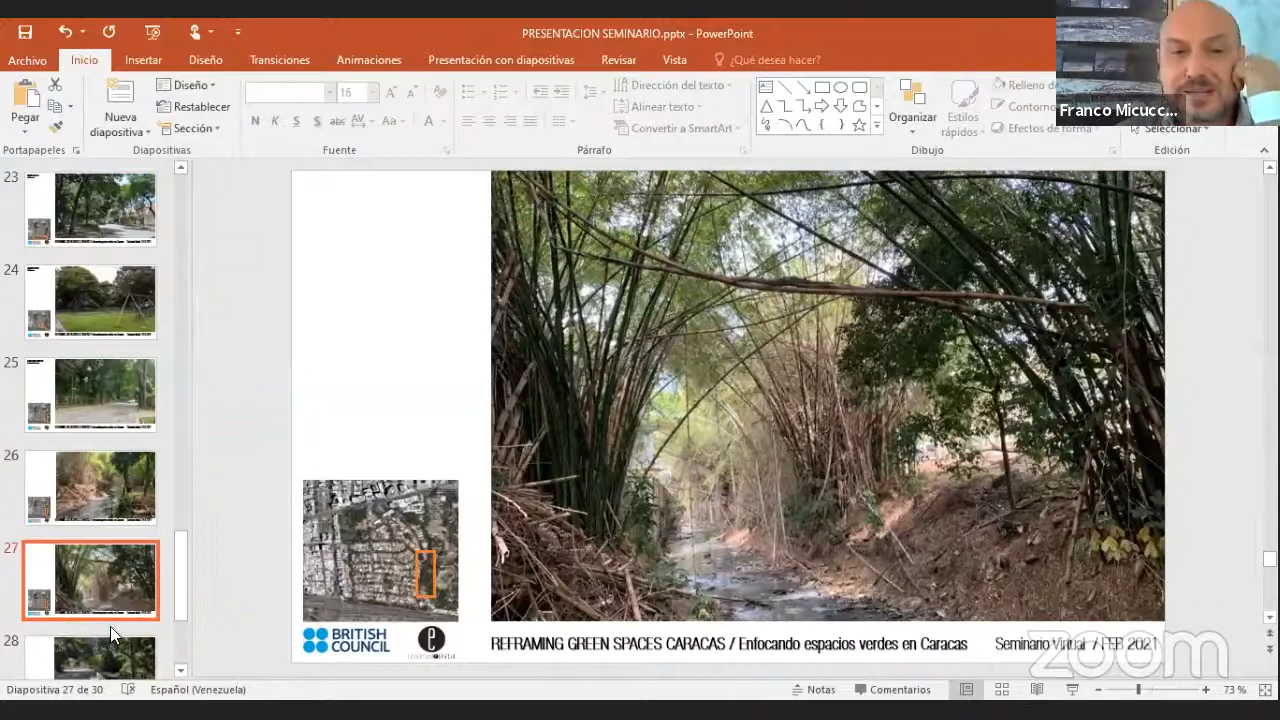 PRESENTACION SEMINARIO.pptx - PowerPoint
Archivo
Inicio
Insertar
Diseño
Transiciones
Animaciones
Presentación con diapositivas
Revisar
Vista
¿Qué desea hacer?
Franco Micucc...
Pegar
Nueva diapositiva
Diseño
Restablecer
Sección
16
N K S S abc AV Aa A
Dirección del texto
Alinear texto
Convertir a SmartArt
Organizar
Estilos rápidos
Relleno de
Contorno
Efectos de forma
Seleccionar
Portapapeles
Diapositivas
Fuente
Párrafo
Dibujo
Edición
23
24
25
26
27
28
BRITISH COUNCIL
REFRAMING GREEN SPACES CARACAS / Enfocando espacios verdes en Caracas
Seminario Virtual / FEB 2021
zoom
Diapositiva 27 de 30
Español (Venezuela)
Notas
Comentarios
73 %